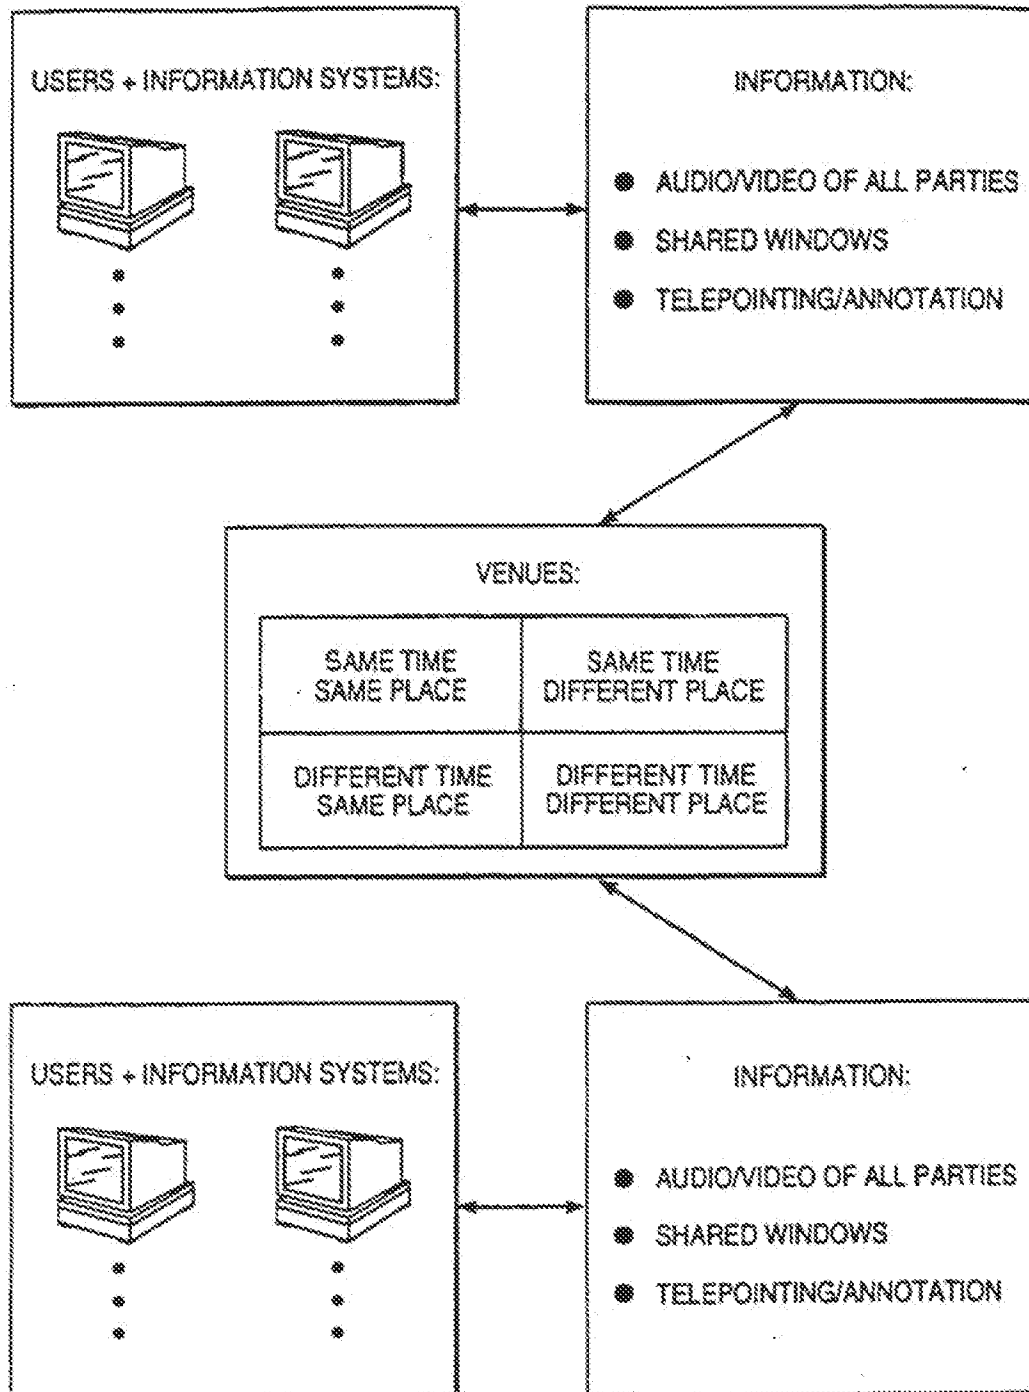 USERS + INFORMATION SYSTEMS:
INFORMATION:
● AUDIO/VIDEO OF ALL PARTIES
● SHARED WINDOWS
● TELEPOINTING/ANNOTATION
VENUES:
SAME TIME
SAME PLACE
SAME TIME
DIFFERENT PLACE
DIFFERENT TIME
SAME PLACE
DIFFERENT TIME
DIFFERENT PLACE
USERS + INFORMATION SYSTEMS:
INFORMATION:
● AUDIO/VIDEO OF ALL PARTIES
● SHARED WINDOWS
● TELEPOINTING/ANNOTATION